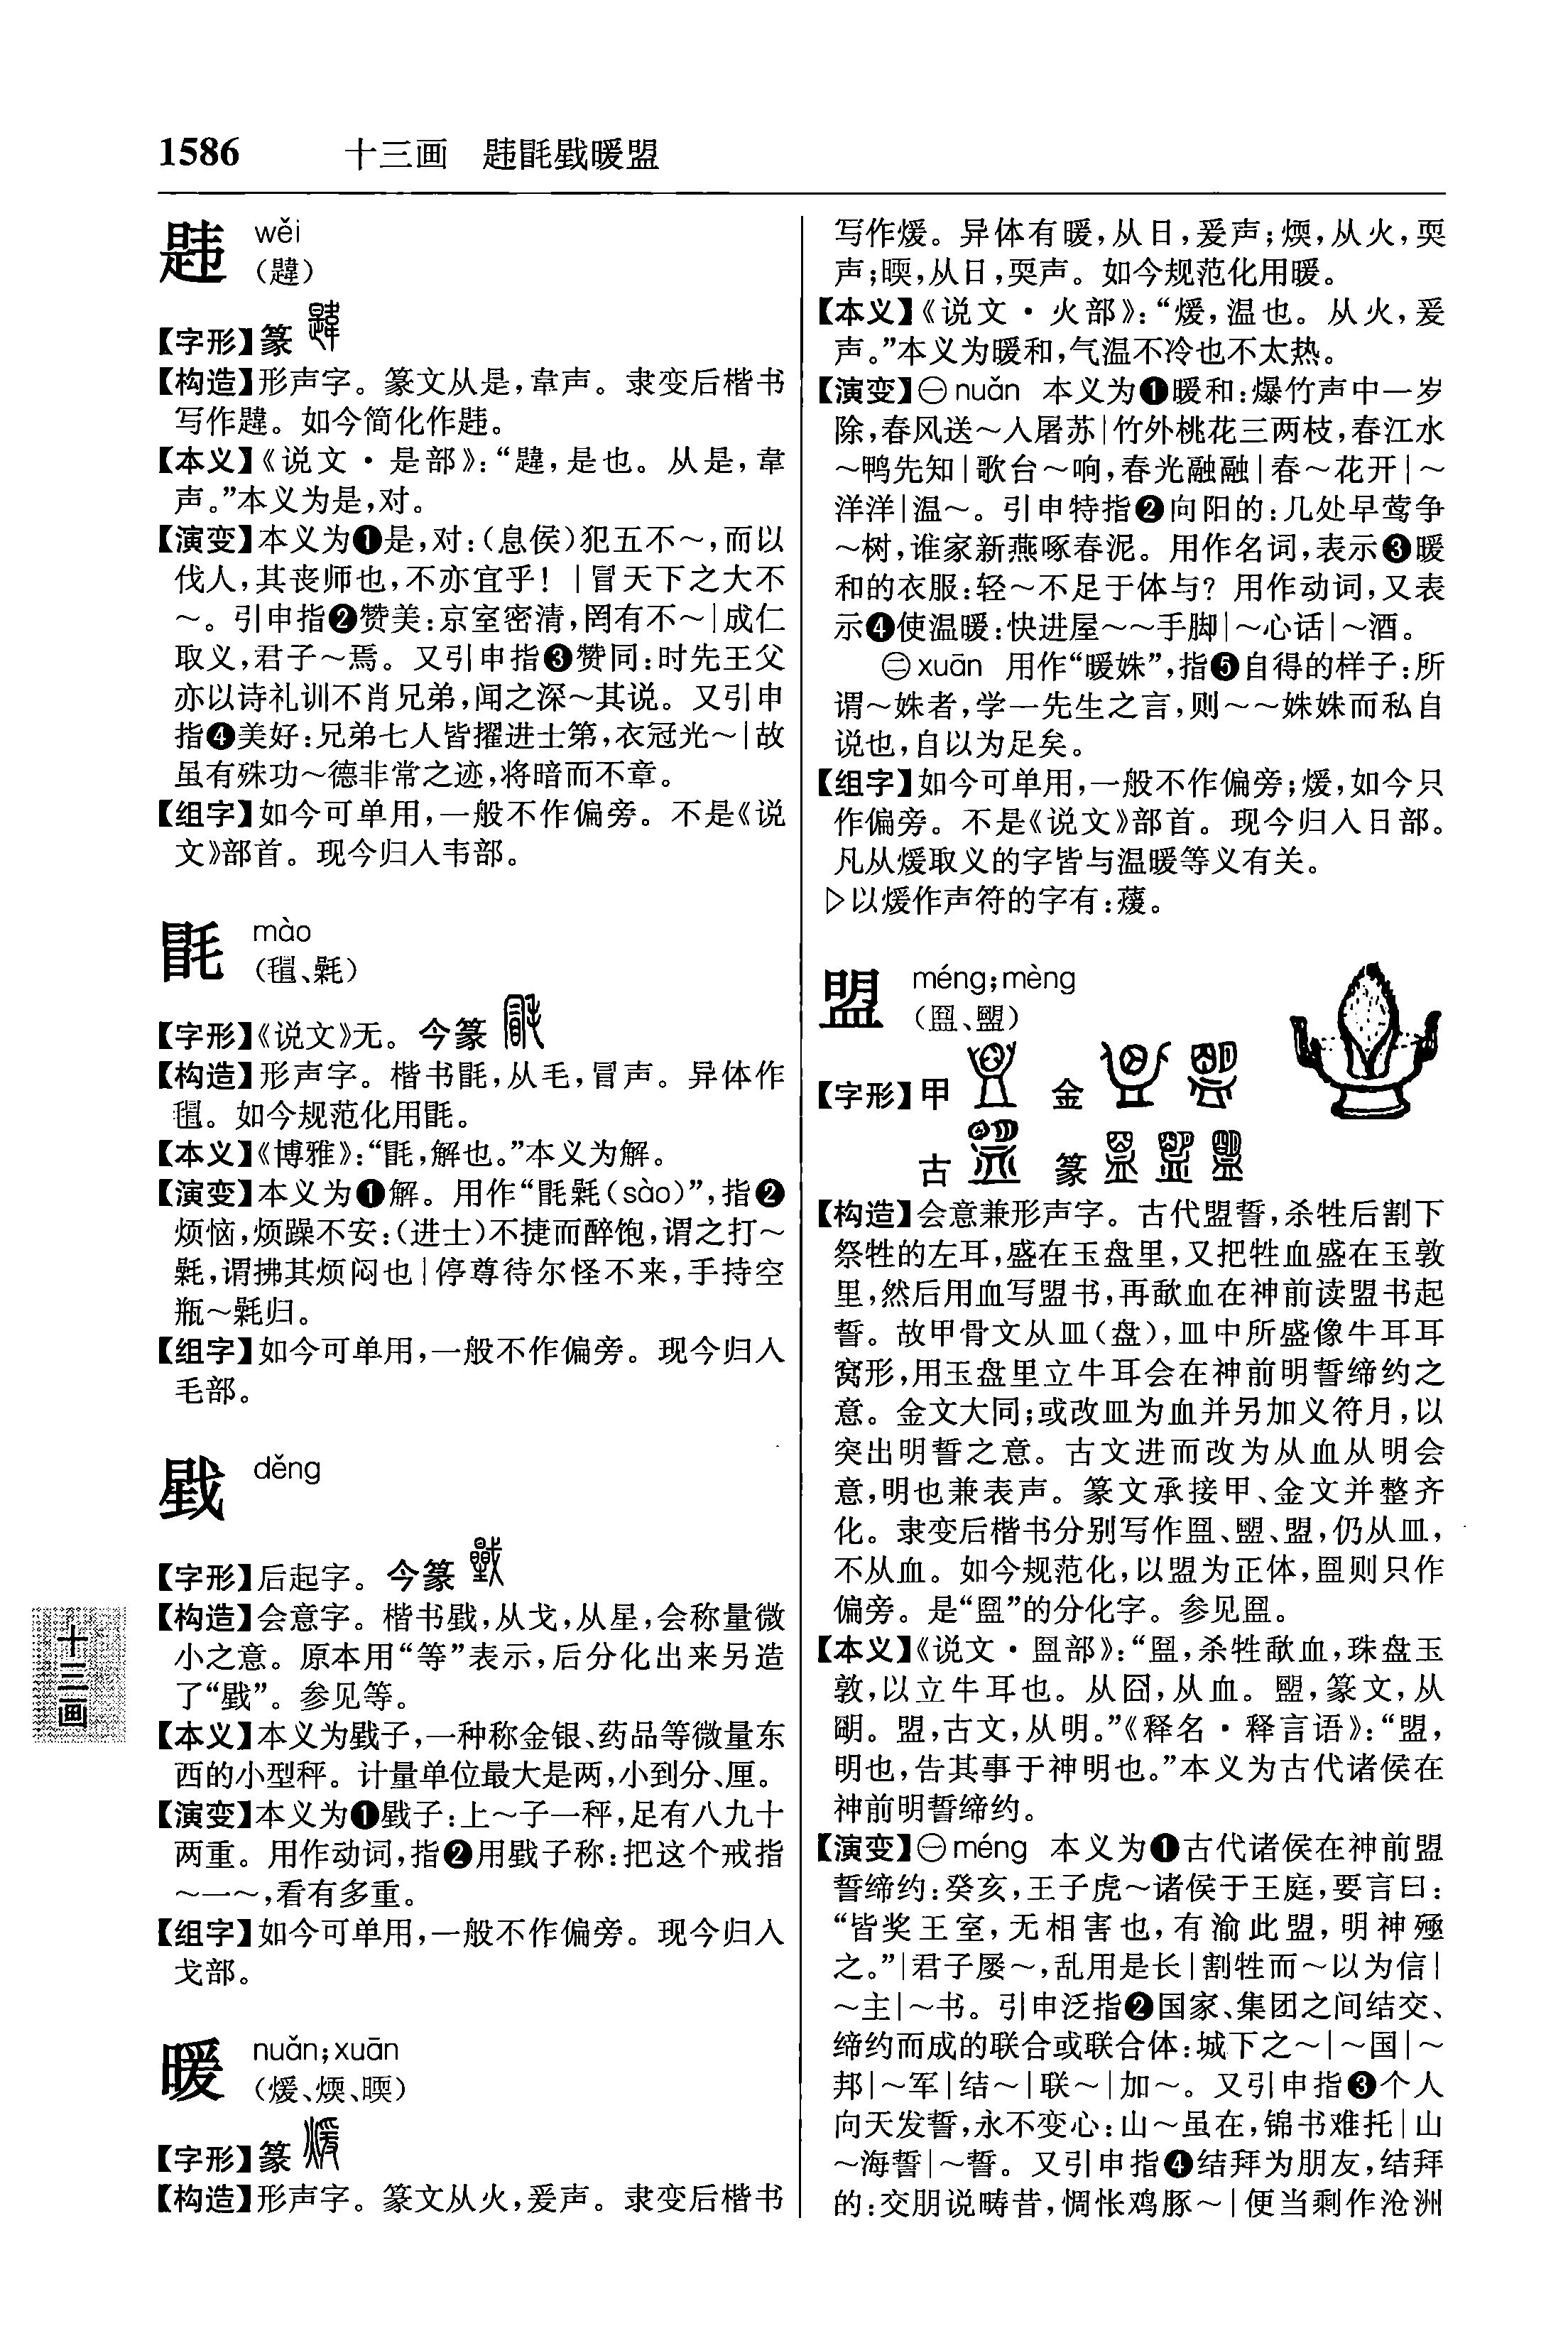 1586　十三画　韪毷戥暖盟
韪 wěi
（韙）
【字形】篆
【构造】形声字。篆文从是，韋声。隶变后楷书
写作韙。如今简化作韪。
【本义】《说文·是部》：“韙，是也。从是，韋
声。”本义为是，对。
【演变】本义为❶是，对：（息侯）犯五不～，而以
伐人，其丧师也，不亦宜乎！｜冒天下之大不
～。引申指❷赞美：京室密清，罔有不～｜成仁
取义，君子～焉。又引申指❸赞同：时先王父
亦以诗礼训不肖兄弟，闻之深～其说。又引申
指❹美好：兄弟七人皆擢进士第，衣冠光～｜故
虽有殊功～德非常之迹，将暗而不章。
【组字】如今可单用，一般不作偏旁。不是《说
文》部首。现今归入韦部。
毷 mào
（毷、毻）
【字形】《说文》无。今篆
【构造】形声字。楷书毷，从毛，冒声。异体作
。如今规范化用毷。
【本义】《博雅》：“毷，解也。”本义为解。
【演变】本义为❶解。用作“毷氉（sào）”，指❷
烦恼，烦躁不安：（进士）不捷而醉饱，谓之打～
氉，谓拂其烦闷也｜停尊待尔怪不来，手持空
瓶～氉归。
【组字】如今可单用，一般不作偏旁。现今归入
毛部。
戥 děng
【字形】后起字。今篆
【构造】会意字。楷书戥，从戈，从星，会称量微
小之意。原本用“等”表示，后分化出来另造
了“戥”。参见等。
【本义】本义为戥子，一种称金银、药品等微量东
西的小型秤。计量单位最大是两，小到分、厘。
【演变】本义为❶戥子：上～子一秤，足有八九十
两重。用作动词，指❷用戥子称：把这个戒指
～一～，看有多重。
【组字】如今可单用，一般不作偏旁。现今归入
戈部。
暖 nuǎn；xuān
（煖、煗、㬉）
【字形】篆
【构造】形声字。篆文从火，爰声。隶变后楷书
写作煖。异体有暖，从日，爰声；煗，从火，耎
声；㬉，从日，耎声。如今规范化用暖。
【本义】《说文·火部》：“煖，温也。从火，爰
声。”本义为暖和，气温不冷也不太热。
【演变】㊀nuǎn 本义为❶暖和：爆竹声中一岁
除，春风送～入屠苏｜竹外桃花三两枝，春江水
～鸭先知｜歌台～响，春光融融｜春～花开｜～
洋洋｜温～。引申特指❷向阳的：几处早莺争
～树，谁家新燕啄春泥。用作名词，表示❸暖
和的衣服：轻～不足于体与？用作动词，又表
示❹使温暖：快进屋～～手脚｜～心话｜～酒。
㊁xuān 用作“暖姝”，指❺自得的样子：所
谓～姝者，学一先生之言，则～～姝姝而私自
说也，自以为足矣。
【组字】如今可单用，一般不作偏旁；煖，如今只
作偏旁。不是《说文》部首。现今归入日部。
凡从煖取义的字皆与温暖等义有关。
▷以煖作声符的字有：蕿。
盟 méng；mèng
（盟、盟）
【字形】甲 金
古 篆
【构造】会意兼形声字。古代盟誓，杀牲后割下
祭牲的左耳，盛在玉盘里，又把牲血盛在玉敦
里，然后用血写盟书，再歃血在神前读盟书起
誓。故甲骨文从皿（盘），皿中所盛像牛耳耳
窝形，用玉盘里立牛耳会在神前明誓缔约之
意。金文大同；或改皿为血并另加义符月，以
突出明誓之意。古文进而改为从血从明会
意，明也兼表声。篆文承接甲、金文并整齐
化。隶变后楷书分别写作𥁰、盟、盟，仍从皿，
不从血。如今规范化，以盟为正体，𥁰则只作
偏旁。是“𥁰”的分化字。参见𥁰。
【本义】《说文·囧部》：“𥁰，杀牲歃血，珠盘玉
敦，以立牛耳也。从囧，从血。盟，篆文，从
朙。盟，古文，从明。”《释名·释言语》：“盟，
明也，告其事于神明也。”本义为古代诸侯在
神前明誓缔约。
【演变】㊀méng 本义为❶古代诸侯在神前盟
誓缔约：癸亥，王子虎～诸侯于王庭，要言曰：
“皆奖王室，无相害也，有渝此盟，明神殛
之。”｜君子屡～，乱用是长｜割牲而～以为信｜
～主｜～书。引申泛指❷国家、集团之间结交、
缔约而成的联合或联合体：城下之～｜～国｜～
邦｜～军｜结～｜联～｜加～。又引申指❸个人
向天发誓，永不变心：山～虽在，锦书难托｜山
～海誓｜～誓。又引申指❹结拜为朋友，结拜
的：交朋说畴昔，惆怅鸡豚～｜便当剩作沧洲
十三画